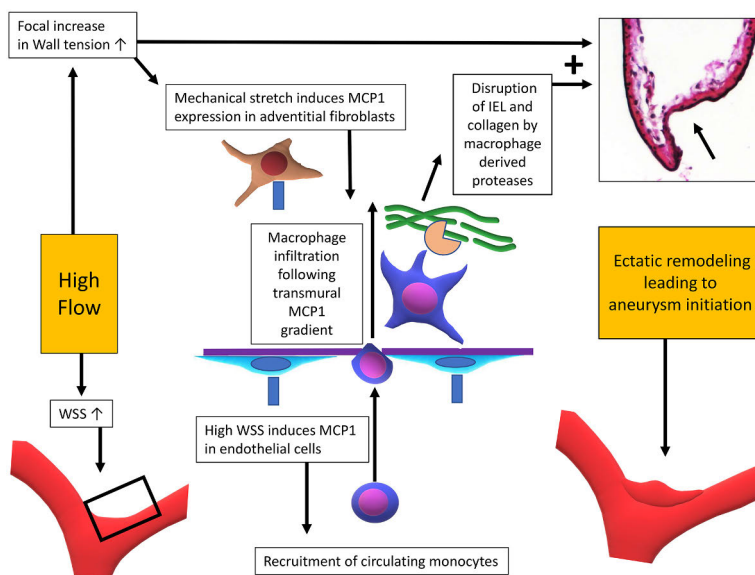 Focal increase
in Wall tension ↑
Mechanical stretch induces MCP1
expression in adventitial fibroblasts
Disruption
of IEL and
collagen by
macrophage
derived
proteases
+
High
Flow
Macrophage
infiltration
following
transmural
MCP1
gradient
Ectatic remodeling
leading to
aneurysm initiation
WSS ↑
High WSS induces MCP1
in endothelial cells
Recruitment of circulating monocytes